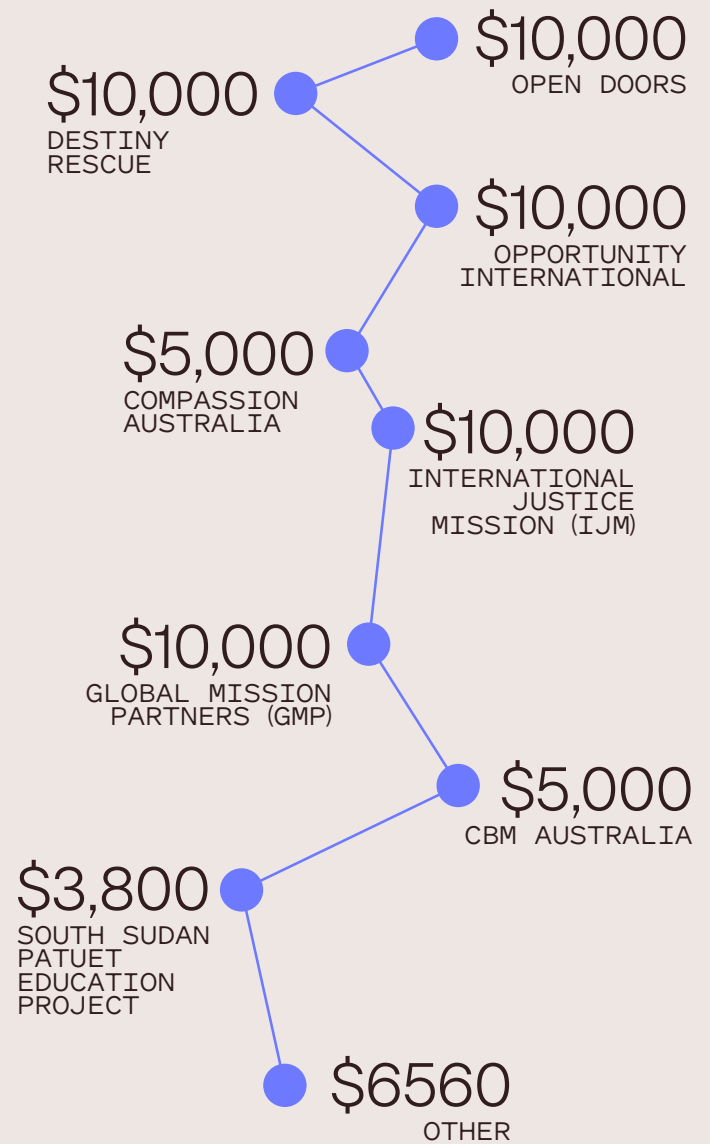 $10,000
OPEN DOORS
$10,000
DESTINY
RESCUE
$10,000
OPPORTUNITY
INTERNATIONAL
$5,000
COMPASSION
AUSTRALIA
$10,000
INTERNATIONAL
JUSTICE
MISSION (IJM)
$10,000
GLOBAL MISSION
PARTNERS (GMP)
$5,000
CBM AUSTRALIA
$3,800
SOUTH SUDAN
PATUET
EDUCATION
PROJECT
$6560
OTHER